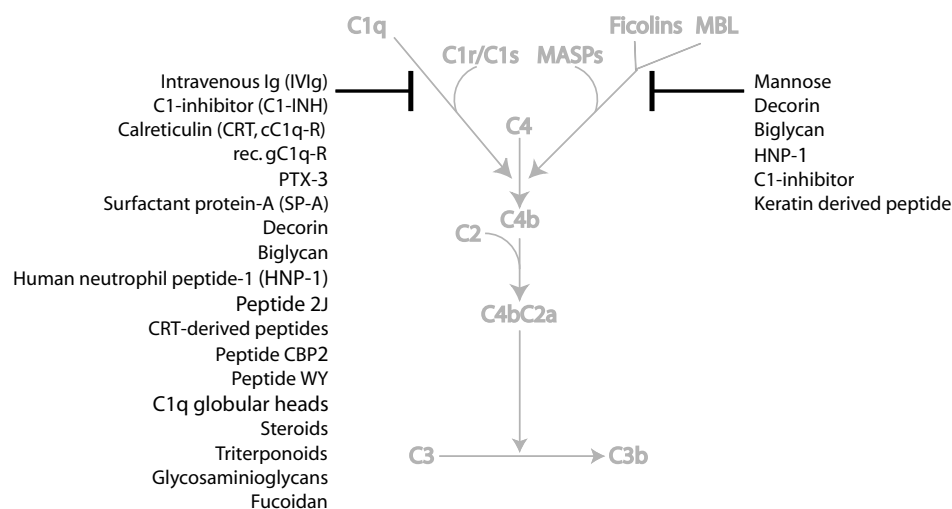 C1q
Ficolins MBL
C1r/C1s MASPs
C4
C4b
C2
C4bC2a
C3
C3b
Intravenous Ig (IVIg)
C1-inhibitor (C1-INH)
Calreticulin (CRT, cC1q-R)
rec. gC1q-R
PTX-3
Surfactant protein-A (SP-A)
Decorin
Biglycan
Human neutrophil peptide-1 (HNP-1)
Peptide 2J
CRT-derived peptides
Peptide CBP2
Peptide WY
C1q globular heads
Steroids
Triterponoids
Glycosaminioglycans
Fucoidan
Mannose
Decorin
Biglycan
HNP-1
C1-inhibitor
Keratin derived peptide